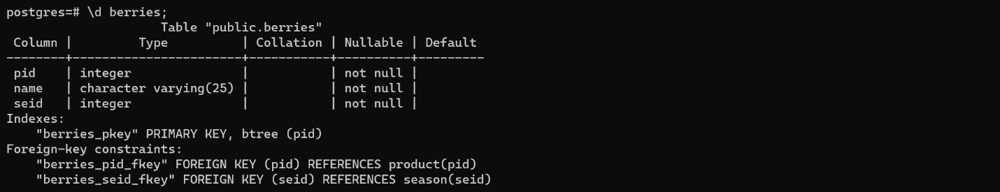 postgres=# \d berries;
                     Table "public.berries"
 Column |         Type          | Collation | Nullable | Default
--------+-----------------------+-----------+----------+---------
 pid    | integer               |           | not null |
 name   | character varying(25) |           | not null |
 seid   | integer               |           | not null |
Indexes:
    "berries_pkey" PRIMARY KEY, btree (pid)
Foreign-key constraints:
    "berries_pid_fkey" FOREIGN KEY (pid) REFERENCES product(pid)
    "berries_seid_fkey" FOREIGN KEY (seid) REFERENCES season(seid)